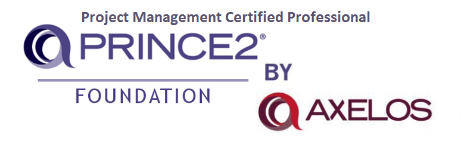 Project Management Certified Professional
PRINCE2®
BY
FOUNDATION
AXELOS